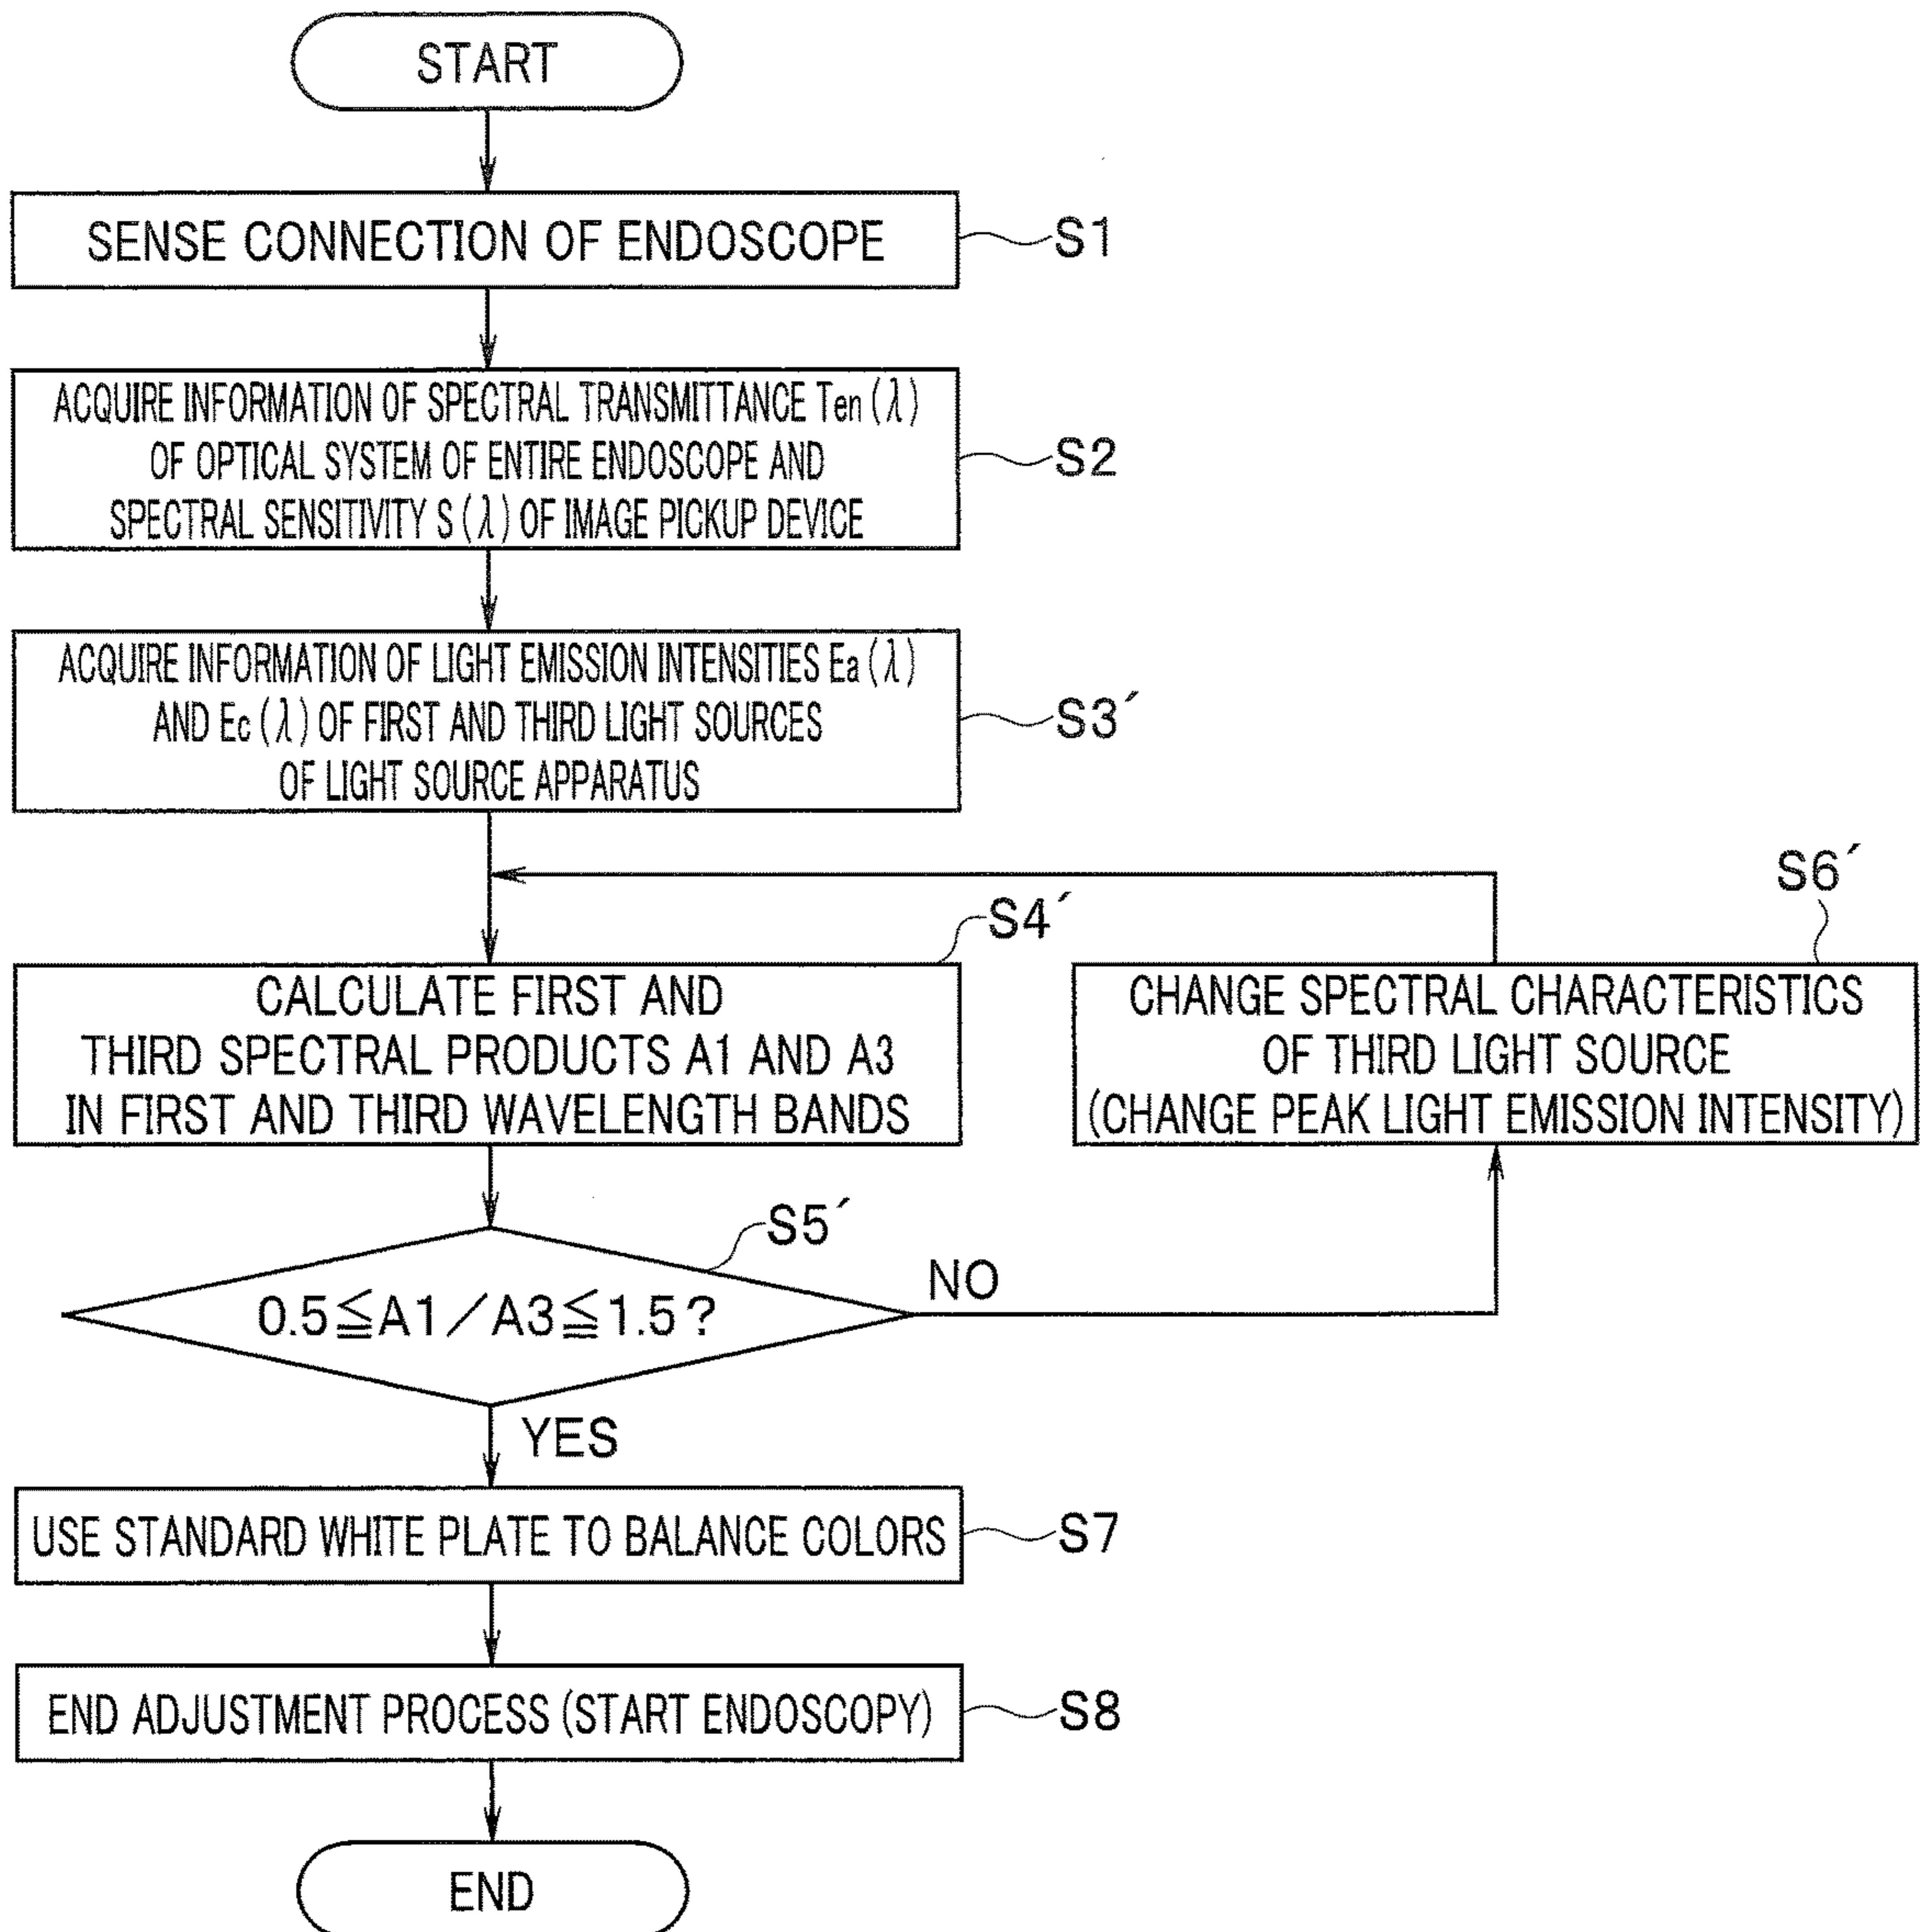 START
SENSE CONNECTION OF ENDOSCOPE
S1
ACQUIRE INFORMATION OF SPECTRAL TRANSMITTANCE Ten(λ)
OF OPTICAL SYSTEM OF ENTIRE ENDOSCOPE AND
SPECTRAL SENSITIVITY S(λ) OF IMAGE PICKUP DEVICE
S2
ACQUIRE INFORMATION OF LIGHT EMISSION INTENSITIES Ea(λ)
AND Ec(λ) OF FIRST AND THIRD LIGHT SOURCES
OF LIGHT SOURCE APPARATUS
S3´
S4´
CALCULATE FIRST AND
THIRD SPECTRAL PRODUCTS A1 AND A3
IN FIRST AND THIRD WAVELENGTH BANDS
S6´
CHANGE SPECTRAL CHARACTERISTICS
OF THIRD LIGHT SOURCE
(CHANGE PEAK LIGHT EMISSION INTENSITY)
S5´
0.5≦A1/A3≦1.5?
NO
YES
USE STANDARD WHITE PLATE TO BALANCE COLORS
S7
END ADJUSTMENT PROCESS (START ENDOSCOPY)
S8
END